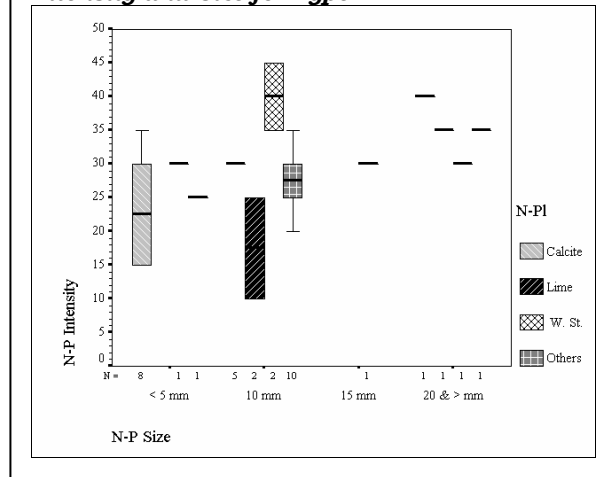 50
45
40
35
30
25
20
15
10
5
0
N-P Intensity
N = 8 1 1 5 2 2 10 1 1 1 1 1
< 5 mm 10 mm 15 mm 20 & > mm
N-P Size
N-Pl
Calcite
Lime
W. St.
Others